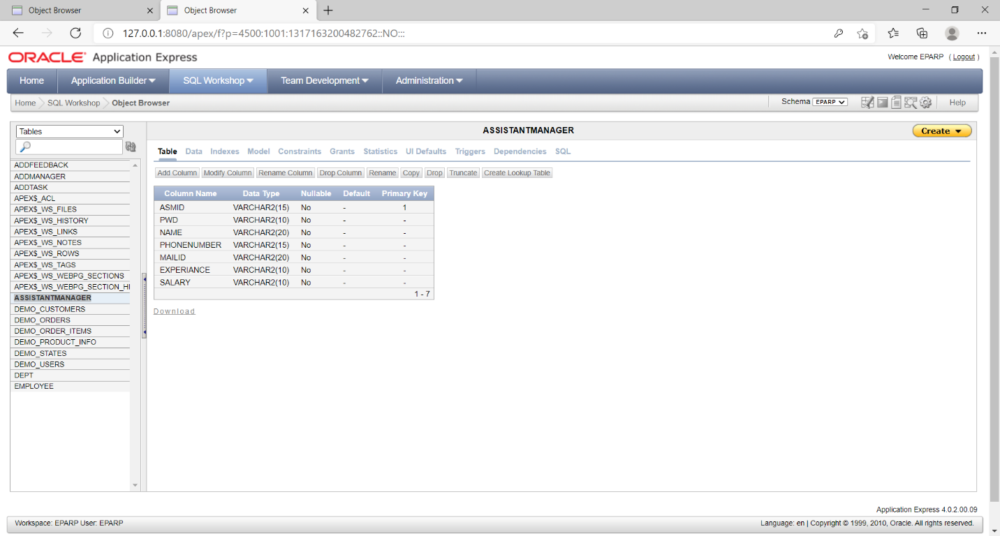 Object Browser
Object Browser
127.0.0.1:8080/apex/f?p=4500:1001:1317163200482762::NO:::
ORACLE Application Express
Welcome EPARP ( Logout )
Home Application Builder SQL Workshop Team Development Administration
Home SQL Workshop Object Browser
Schema EPARP Help
Tables
ASSISTANTMANAGER
Create
Table Data Indexes Model Constraints Grants Statistics UI Defaults Triggers Dependencies SQL
Add Column Modify Column Rename Column Drop Column Rename Copy Drop Truncate Create Lookup Table
ADDFEEDBACK
ADDMANAGER
ADDTASK
APEX$_ACL
APEX$_WS_FILES
APEX$_WS_HISTORY
APEX$_WS_LINKS
APEX$_WS_NOTES
APEX$_WS_ROWS
APEX$_WS_TAGS
APEX$_WS_WEBPG_SECTIONS
APEX$_WS_WEBPG_SECTION_HI
ASSISTANTMANAGER
DEMO_CUSTOMERS
DEMO_ORDERS
DEMO_ORDER_ITEMS
DEMO_PRODUCT_INFO
DEMO_STATES
DEMO_USERS
DEPT
EMPLOYEE
Column Name Data Type Nullable Default Primary Key
ASMID VARCHAR2(15) No - 1
PWD VARCHAR2(10) No - -
NAME VARCHAR2(20) No - -
PHONENUMBER VARCHAR2(15) No - -
MAILID VARCHAR2(20) No - -
EXPERIANCE VARCHAR2(10) No - -
SALARY VARCHAR2(10) No - -
1 - 7
Download
Application Express 4.0.2.00.09
Workspace: EPARP User: EPARP
Language: en | Copyright © 1999, 2010, Oracle. All rights reserved.